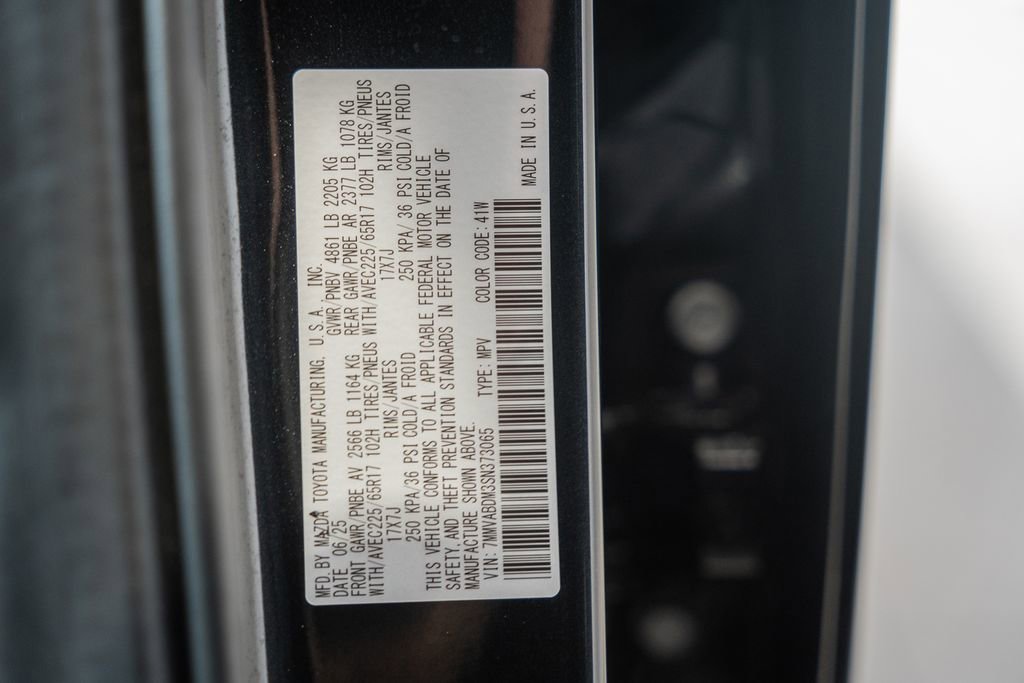 MFD. BY MAZDA TOYOTA MANUFACTURING, U.S.A., INC.
DATE 06/25 GVWR/PNBV 4861 LB 2205 KG
FRONT GAWR/PNBE AV 2566 LB 1164 KG REAR GAWR/PNBE AR 2377 LB 1078 KG
WITH/AVEC225/65R17 102H TIRES/PNEUS WITH/AVEC225/65R17 102H TIRES/PNEUS
17X7J RIMS/JANTES 17X7J RIMS/JANTES
250 KPA/36 PSI COLD/A FROID 250 KPA/36 PSI COLD/A FROID
THIS VEHICLE CONFORMS TO ALL APPLICABLE FEDERAL MOTOR VEHICLE
SAFETY AND THEFT PREVENTION STANDARDS IN EFFECT ON THE DATE OF
MANUFACTURE SHOWN ABOVE.
VIN: 7MMVABDM3SN373065 TYPE: MPV COLOR CODE: 41W
MADE IN U.S.A.